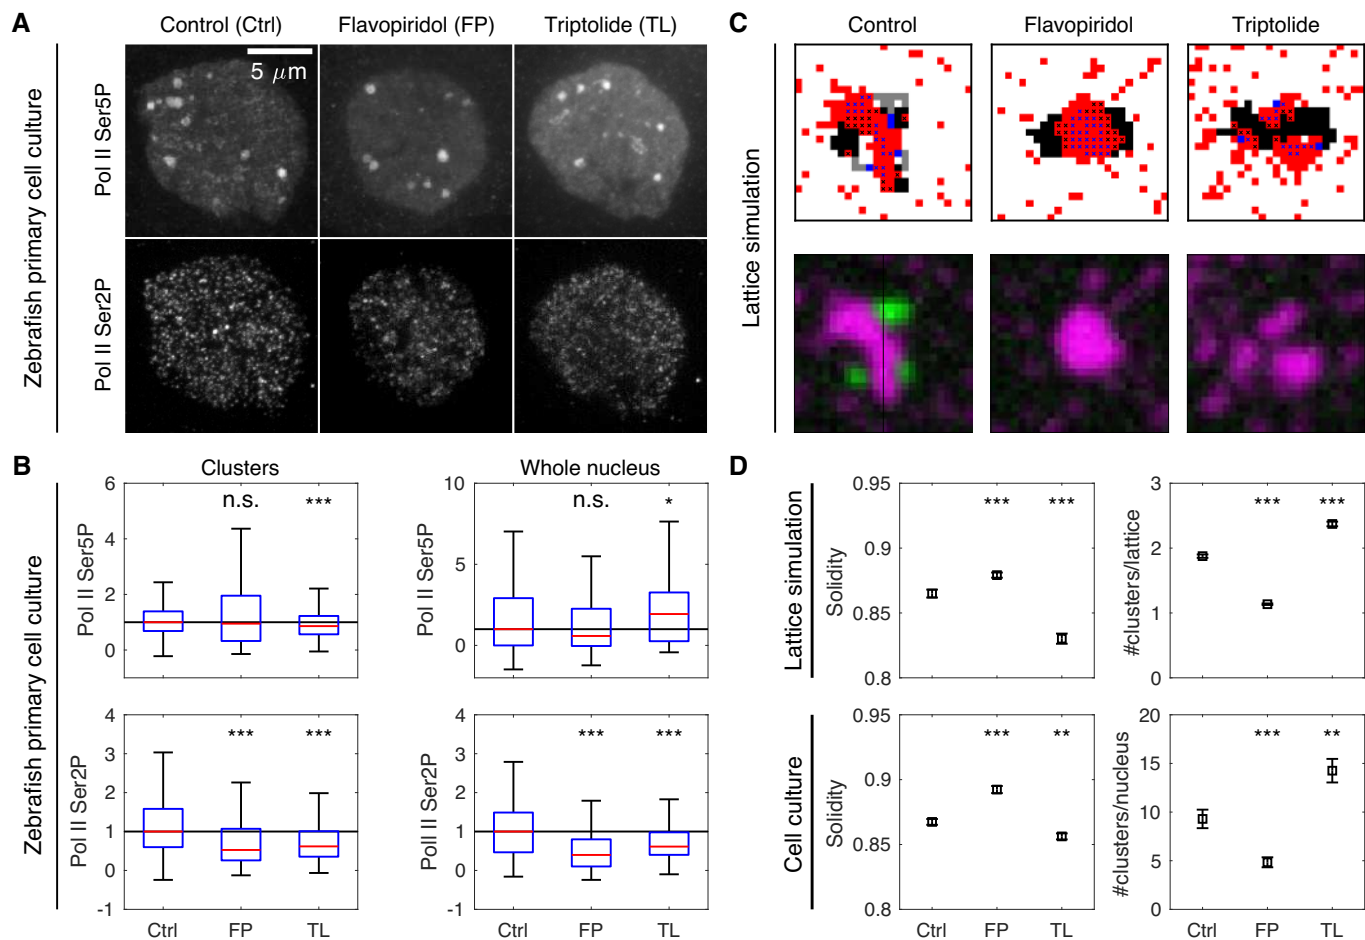 A
Control (Ctrl)
Flavopiridol (FP)
Triptolide (TL)
Zebrafish primary cell culture
Pol II Ser5P
Pol II Ser2P
5 μm
C
Control
Flavopiridol
Triptolide
Lattice simulation
B
Clusters
Whole nucleus
Zebrafish primary cell culture
Pol II Ser5P
6
4
2
0
n.s.
***
Pol II Ser5P
10
5
0
n.s.
*
Pol II Ser2P
4
3
2
1
0
-1
***
***
Ctrl
FP
TL
Poll II Ser2P
4
3
2
1
0
-1
***
***
Ctrl
FP
TL
D
Lattice simulation
Solidity
0.95
0.9
0.85
0.8
***
***
#clusters/lattice
3
2
1
0
***
***
Cell culture
Solidity
0.95
0.9
0.85
0.8
***
**
Ctrl
FP
TL
#clusters/nucleus
20
15
10
5
0
***
**
Ctrl
FP
TL